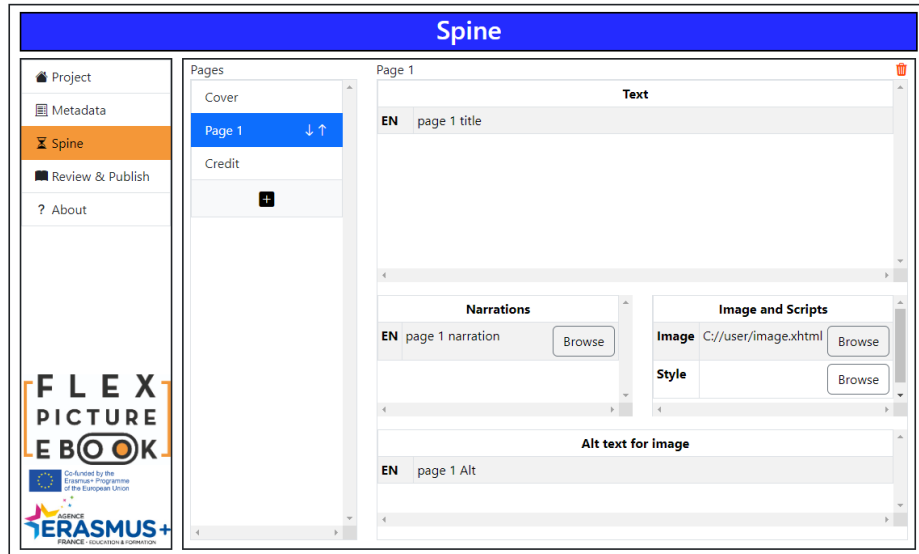 Spine
Project
Metadata
Spine
Review & Publish
? About
FLEX
PICTURE
EBOOK
Co-funded by the
Erasmus+ Programme
of the European Union
AGENCE
ERASMUS+
FRANCE - EDUCATION & FORMATION
Pages
Cover
Page 1 ↓↑
Credit
+
Page 1
Text
EN page 1 title
Narrations
EN page 1 narration Browse
Image and Scripts
Image C://user/image.xhtml Browse
Style Browse
Alt text for image
EN page 1 Alt